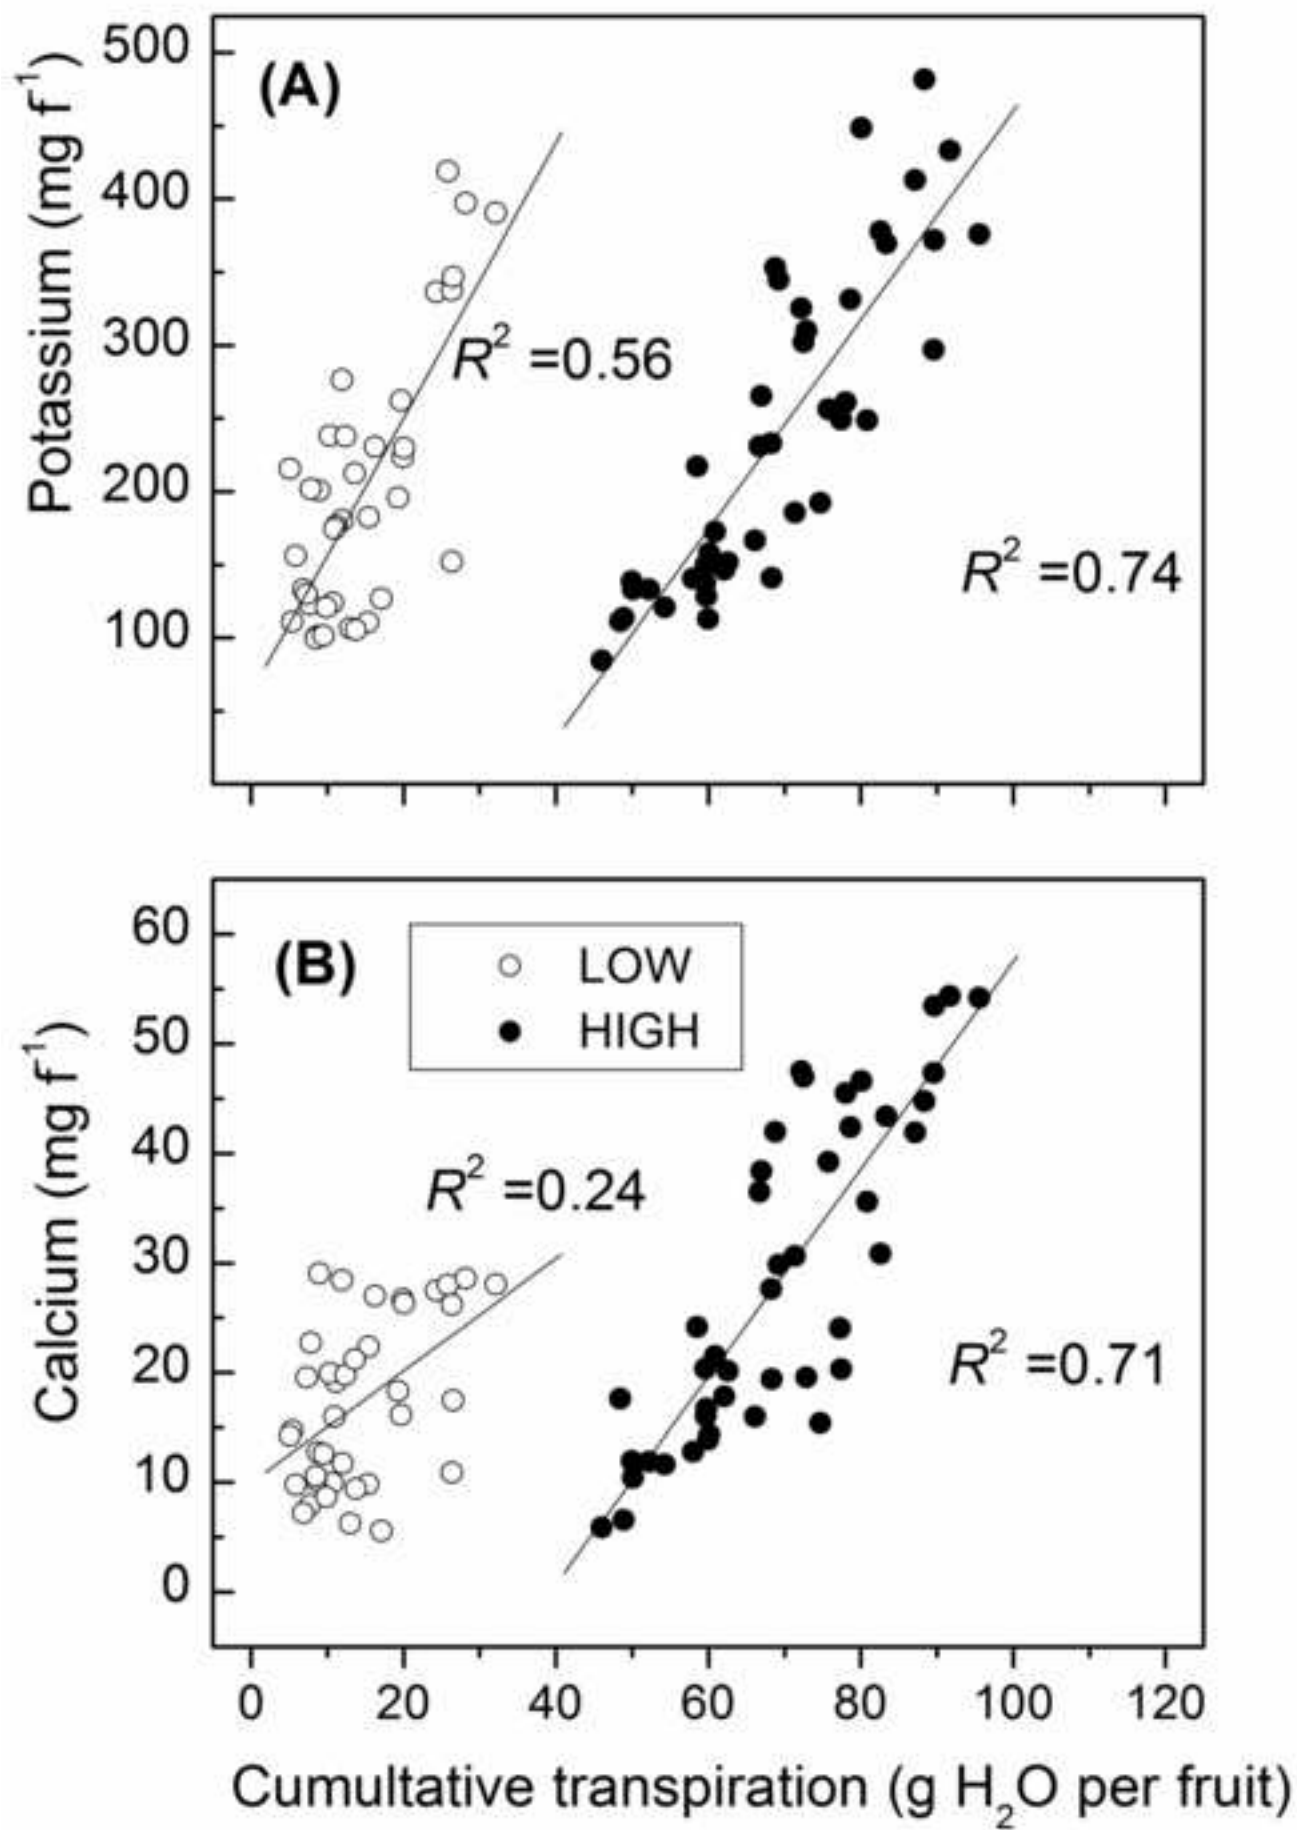 (A)
Potassium (mg f⁻¹)
500
400
300
200
100
R² =0.56
R² =0.74
(B)
LOW
HIGH
Calcium (mg f⁻¹)
60
50
40
30
20
10
0
R² =0.24
R² =0.71
0 20 40 60 80 100 120
Cumultative transpiration (g H₂O per fruit)